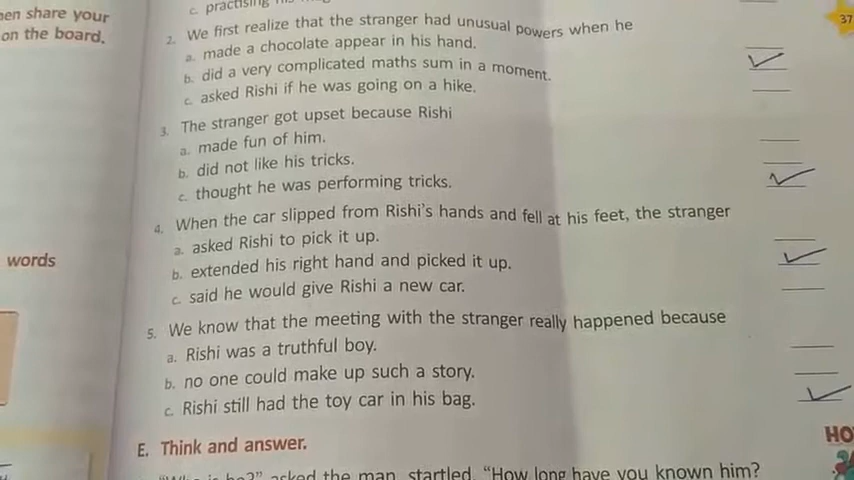 en share your
on the board.
c. practising his
37
2. We first realize that the stranger had unusual powers when he
a. made a chocolate appear in his hand.
b. did a very complicated maths sum in a moment.
c. asked Rishi if he was going on a hike.
3. The stranger got upset because Rishi
a. made fun of him.
b. did not like his tricks.
c. thought he was performing tricks.
4. When the car slipped from Rishi's hands and fell at his feet, the stranger
a. asked Rishi to pick it up.
b. extended his right hand and picked it up.
c. said he would give Rishi a new car.
words
5. We know that the meeting with the stranger really happened because
a. Rishi was a truthful boy.
b. no one could make up such a story.
c. Rishi still had the toy car in his bag.
HO
E. Think and answer.
he?" asked the man, startled. "How long have you known him?